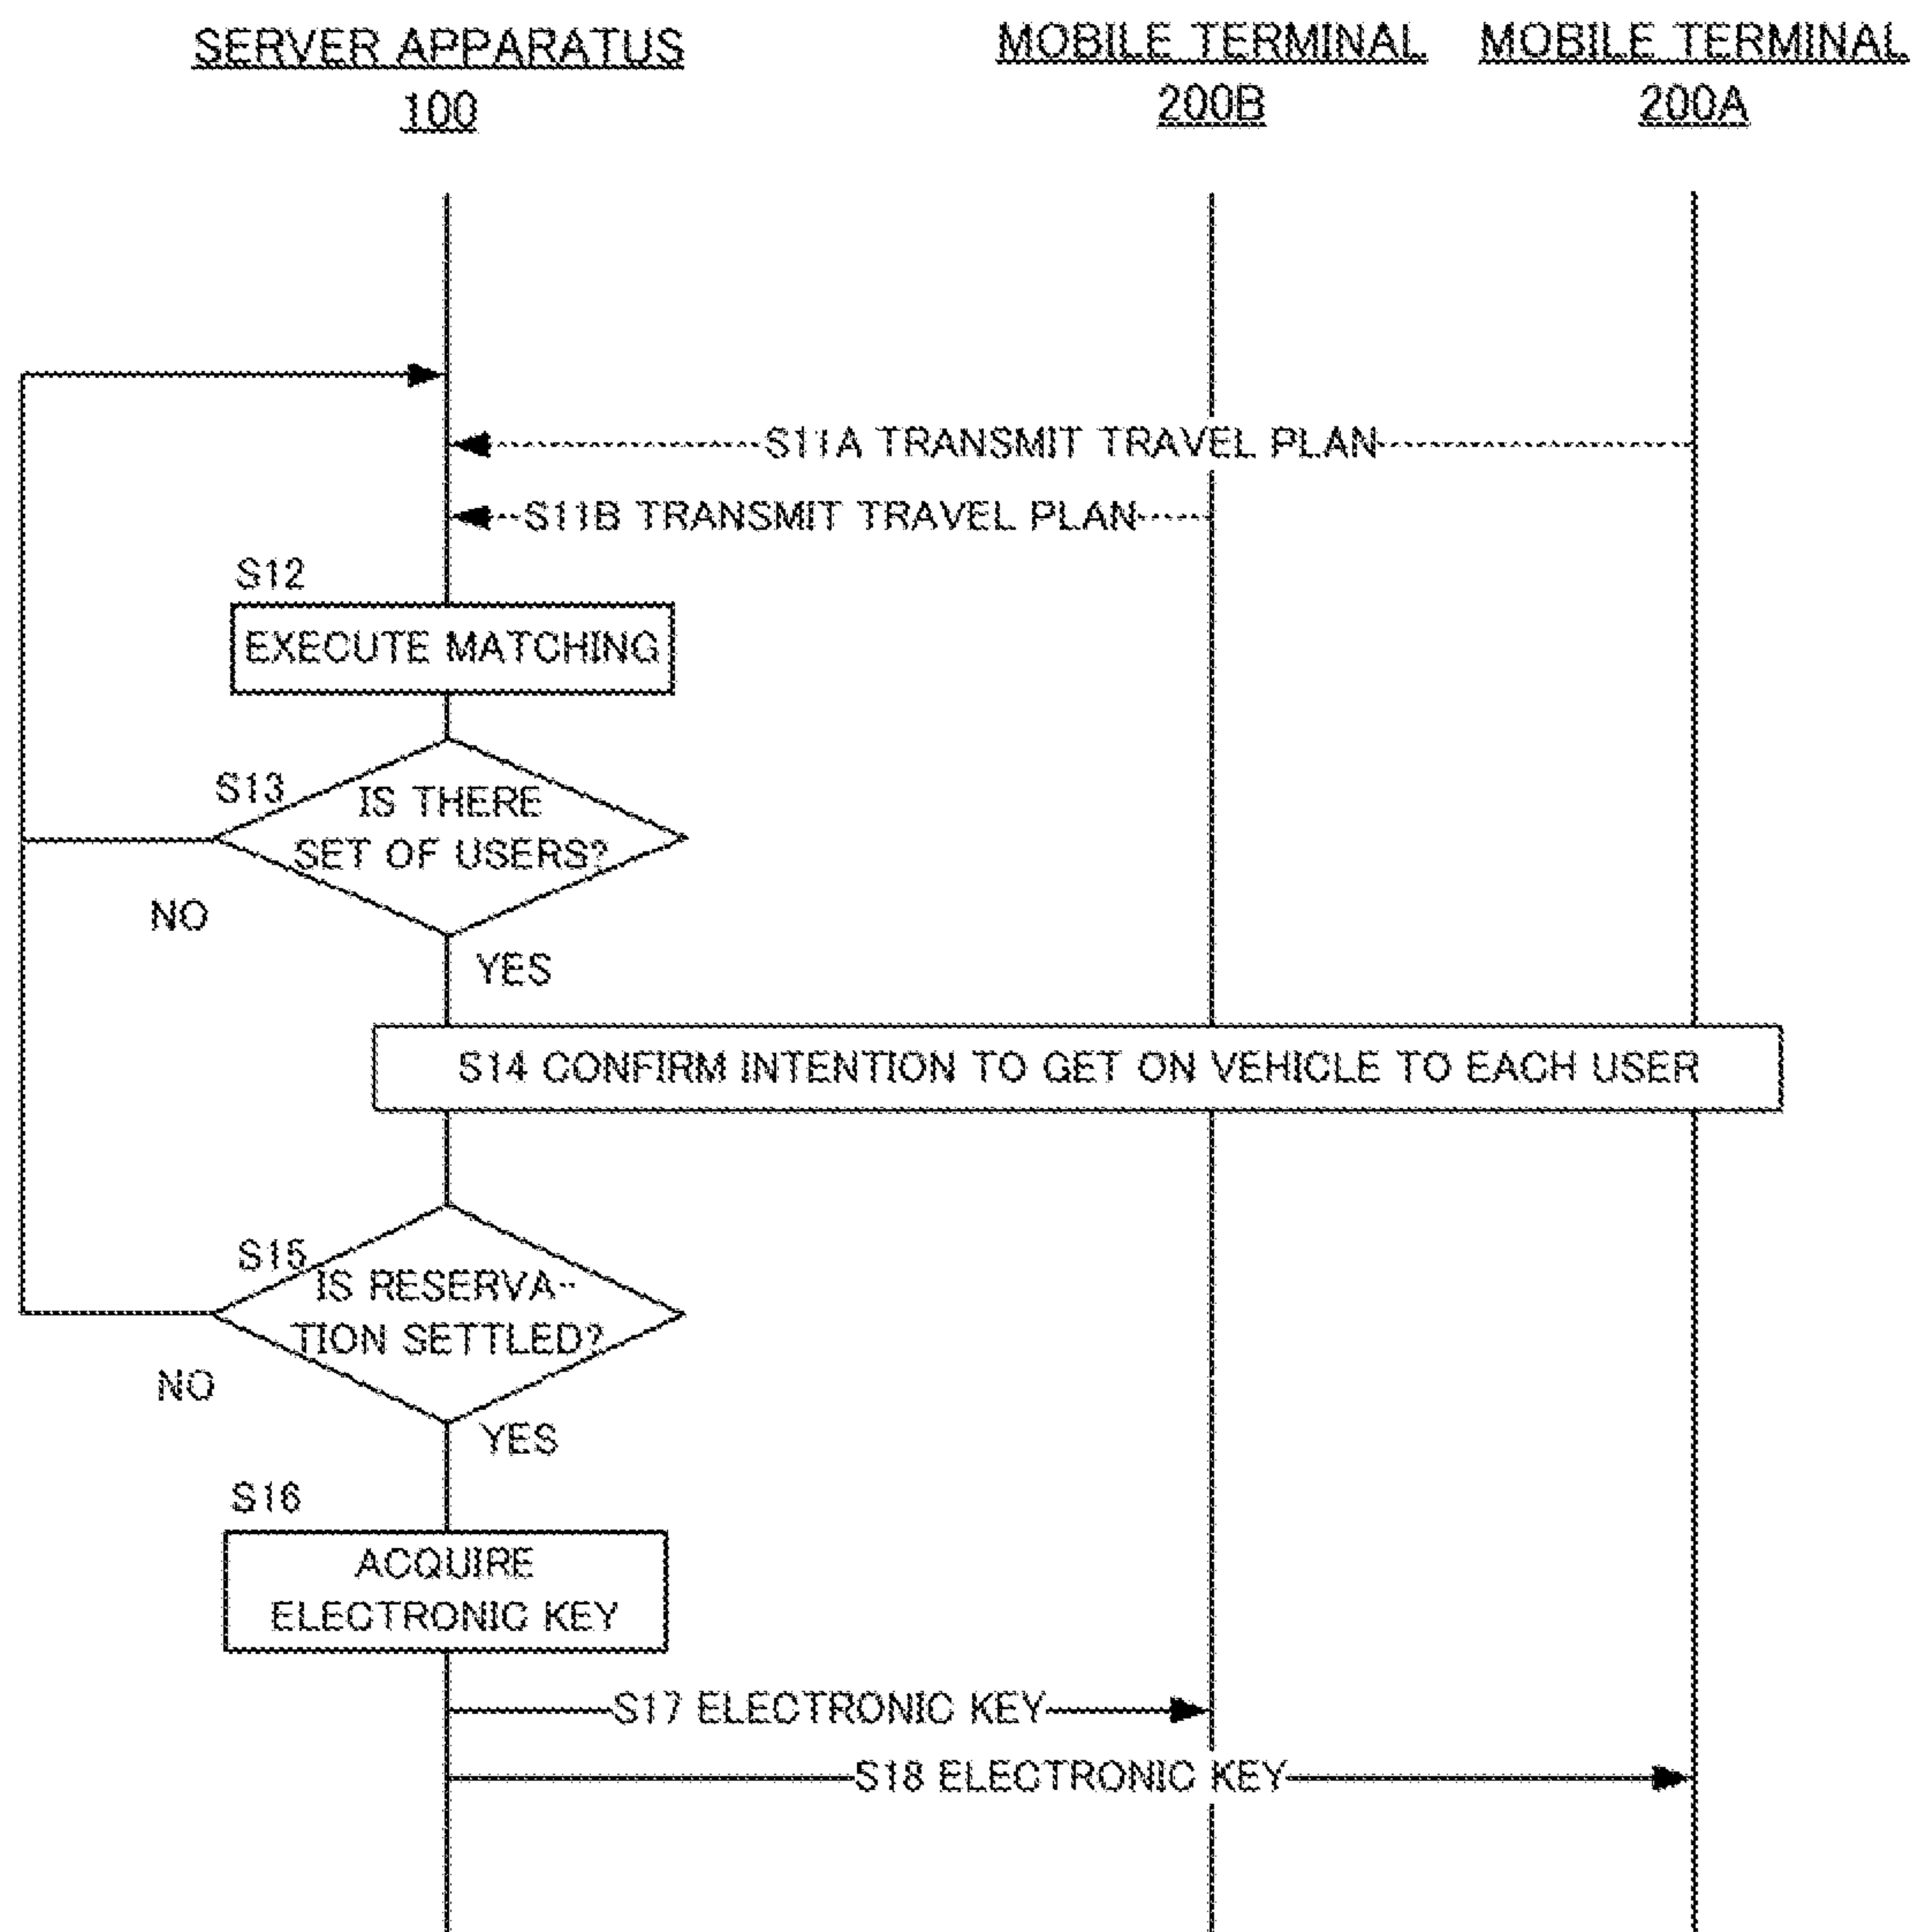 SERVER APPARATUS
100
MOBILE TERMINAL
200B
MOBILE TERMINAL
200A
S11A TRANSMIT TRAVEL PLAN
S11B TRANSMIT TRAVEL PLAN
S12
EXECUTE MATCHING
S13
IS THERE
SET OF USERS?
NO
YES
S14 CONFIRM INTENTION TO GET ON VEHICLE TO EACH USER
S15
IS RESERVA-
TION SETTLED?
NO
YES
S16
ACQUIRE
ELECTRONIC KEY
S17 ELECTRONIC KEY
S18 ELECTRONIC KEY